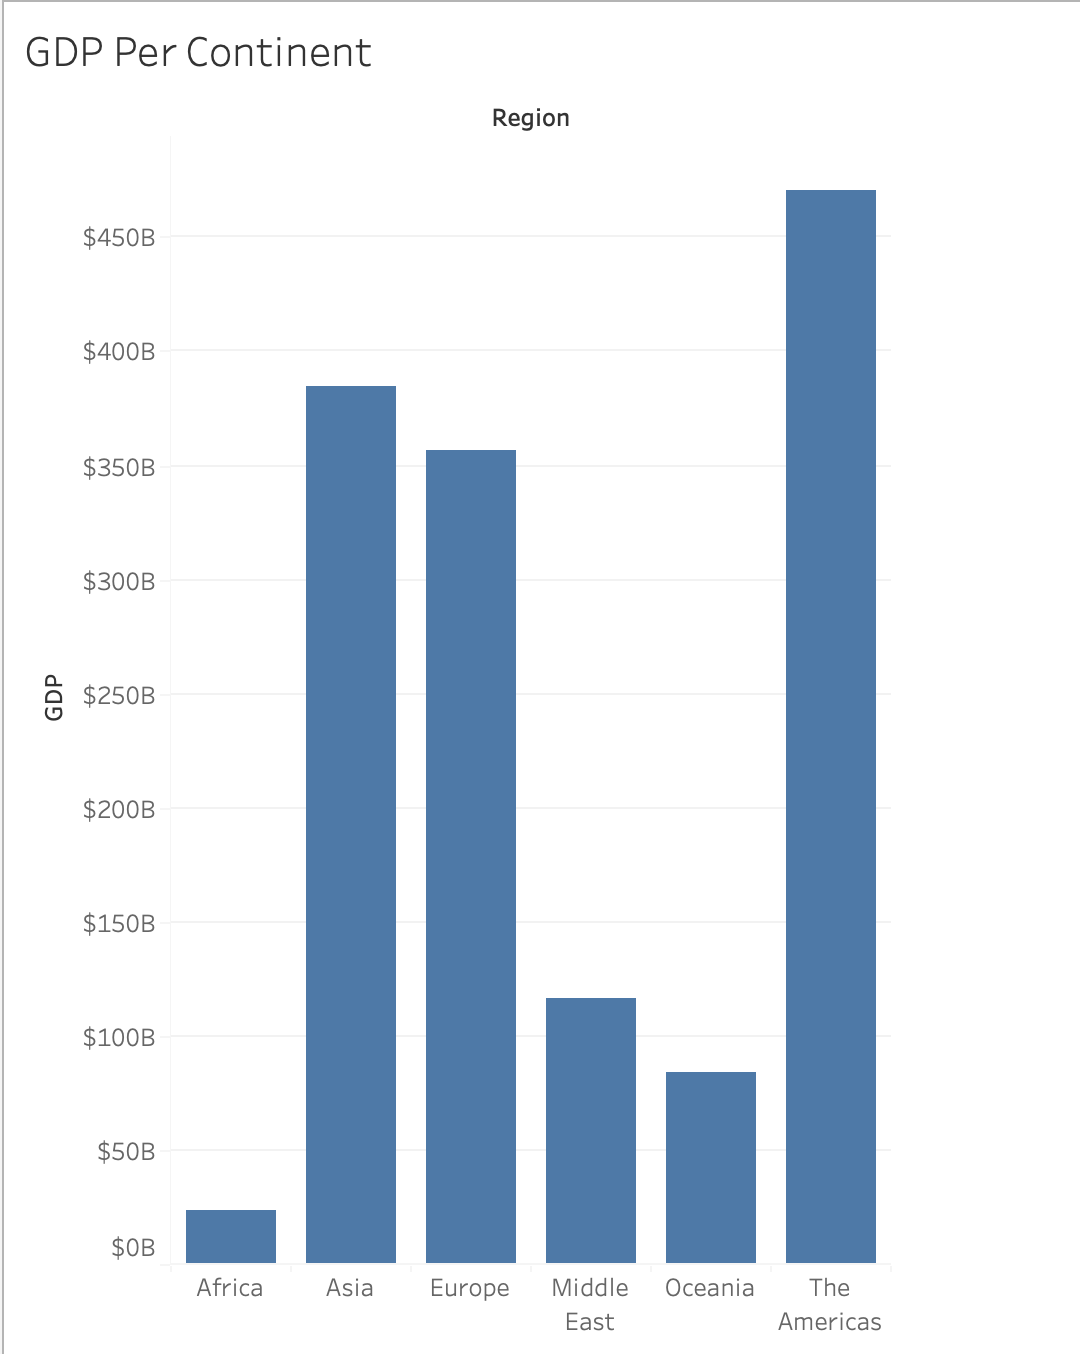 GDP Per Continent
Region
$450B
$400B
$350B
$300B
GDP
$250B
$200B
$150B
$100B
$50B
$0B
Africa
Asia
Europe
Middle
East
Oceania
The
Americas